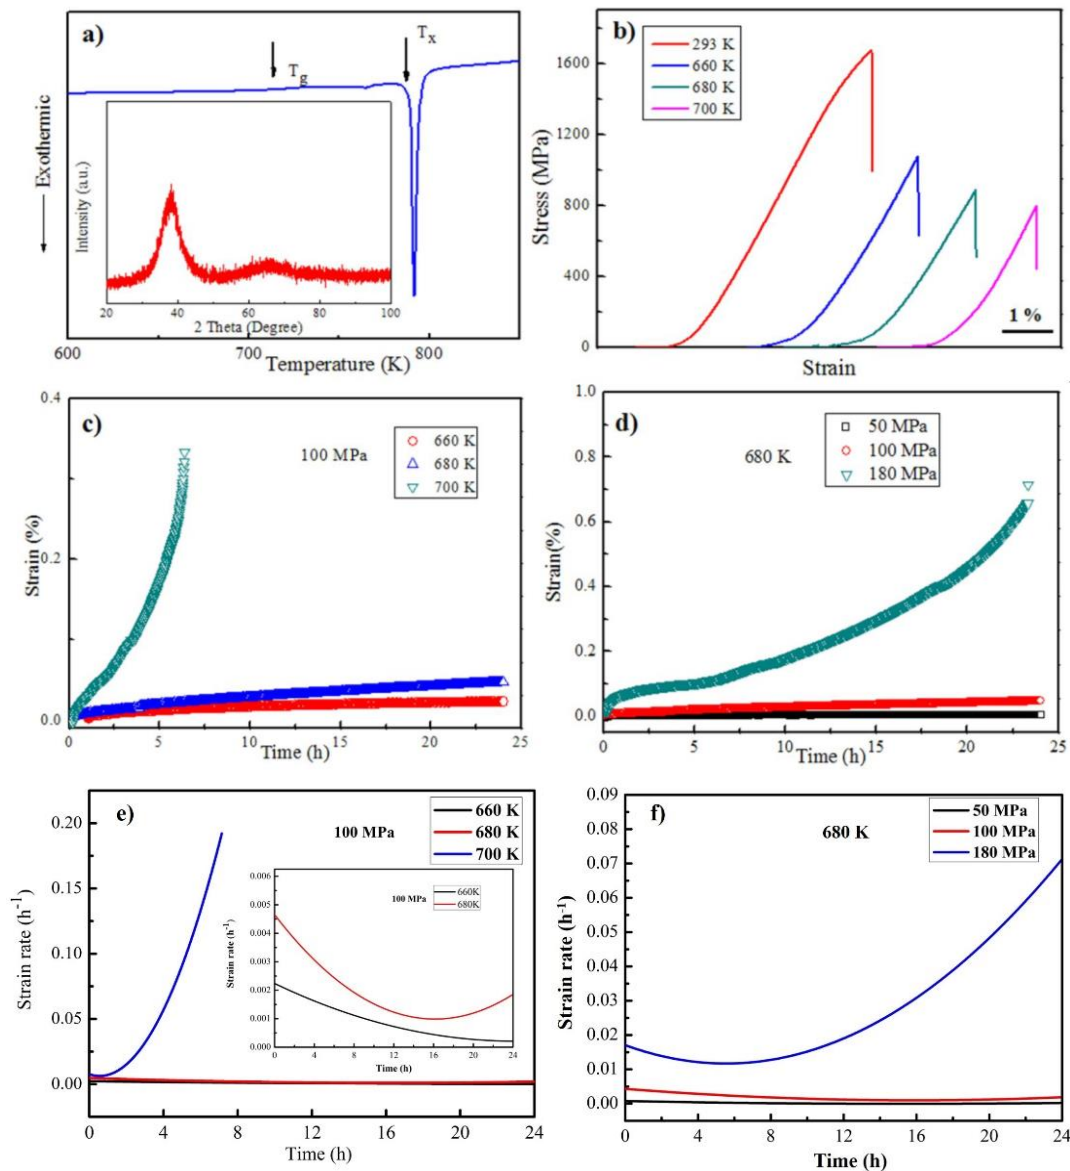 a)
Tg
Tx
Exothermic
Intensity (a.u.)
20 40 60 80 100
2 Theta (Degree)
600 700 800
Temperature (K)
b)
293 K
660 K
680 K
700 K
1600
1200
800
400
0
Stress (MPa)
1 %
Strain
c)
100 MPa
660 K
680 K
700 K
0.4
0.2
0.0
Strain (%)
0 5 10 15 20 25
Time (h)
d)
680 K
50 MPa
100 MPa
180 MPa
1.0
0.8
0.6
0.4
0.2
0.0
Strain(%)
0 5 10 15 20 25
Time (h)
e)
100 MPa
660 K
680 K
700 K
0.20
0.15
0.10
0.05
0.00
Strain rate (h-1)
0 4 8 12 16 20 24
Time (h)
100 MPa
660K
680K
0.006
0.005
0.004
0.003
0.002
0.001
0.000
Strain rate (h-1)
0 4 8 12 16 20 24
Time (h)
f)
680 K
50 MPa
100 MPa
180 MPa
0.09
0.08
0.07
0.06
0.05
0.04
0.03
0.02
0.01
0.00
Strain rate (h-1)
0 4 8 12 16 20 24
Time (h)